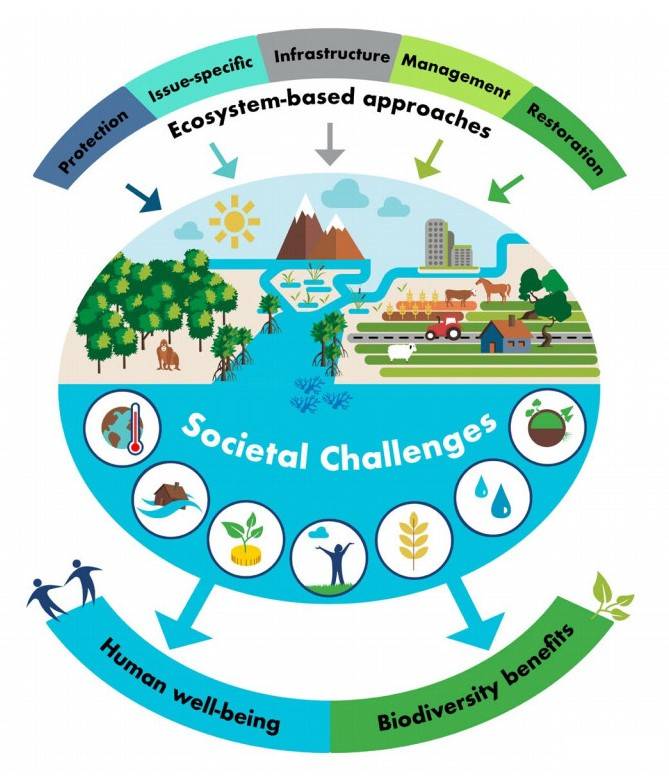 Protection
Issue-specific
Infrastructure
Management
Restoration
Ecosystem-based approaches
Societal Challenges
Human well-being
Biodiversity benefits